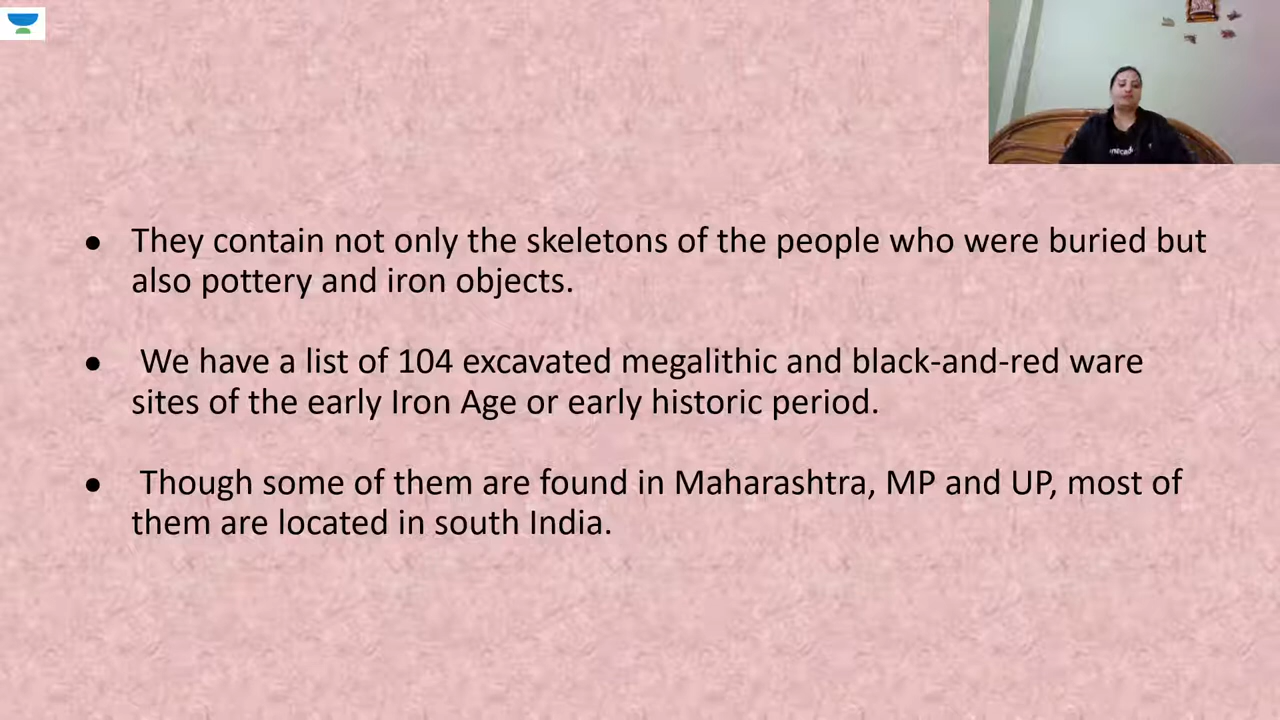 ● They contain not only the skeletons of the people who were buried but
also pottery and iron objects.
● We have a list of 104 excavated megalithic and black-and-red ware
sites of the early Iron Age or early historic period.
● Though some of them are found in Maharashtra, MP and UP, most of
them are located in south India.